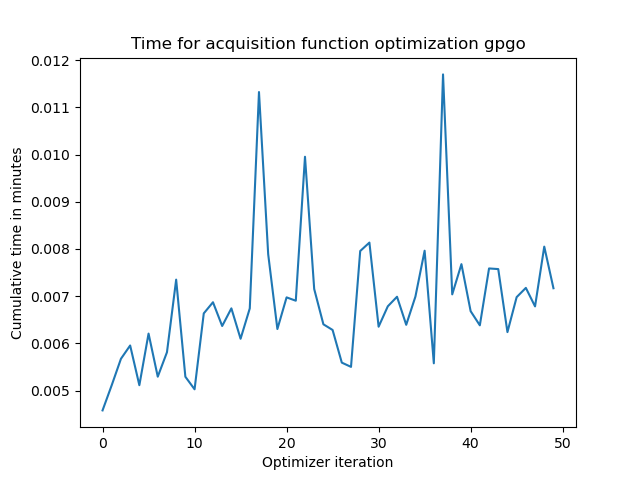 Time for acquisition function optimization gpgo
0.012
0.011
0.010
0.009
0.008
0.007
0.006
0.005
Cumulative time in minutes
0 10 20 30 40 50
Optimizer iteration